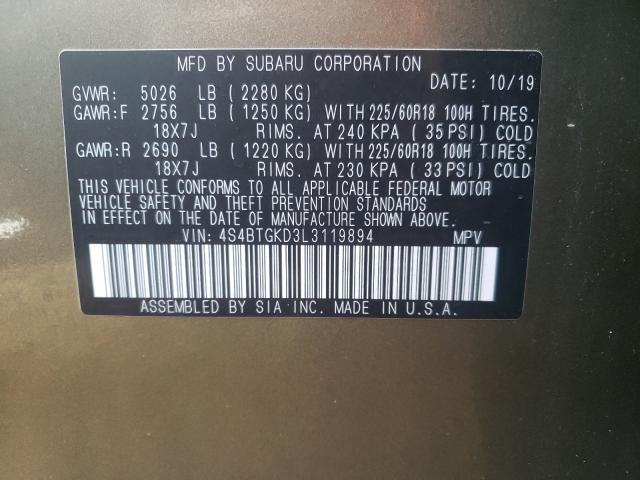 MFD BY SUBARU CORPORATION
DATE: 10/19
GVWR: 5026 LB (2280 KG)
GAWR:F 2756 LB (1250 KG) WITH 225/60R18 100H TIRES.
18X7J RIMS. AT 240 KPA (35 PSI) COLD
GAWR:R 2690 LB (1220 KG) WITH 225/60R18 100H TIRES.
18X7J RIMS. AT 230 KPA (33 PSI) COLD
THIS VEHICLE CONFORMS TO ALL APPLICABLE FEDERAL MOTOR
VEHICLE SAFETY AND THEFT PREVENTION STANDARDS
IN EFFECT ON THE DATE OF MANUFACTURE SHOWN ABOVE.
VIN: 4S4BTGKD3L3119894 MPV
ASSEMBLED BY SIA INC. MADE IN U.S.A.